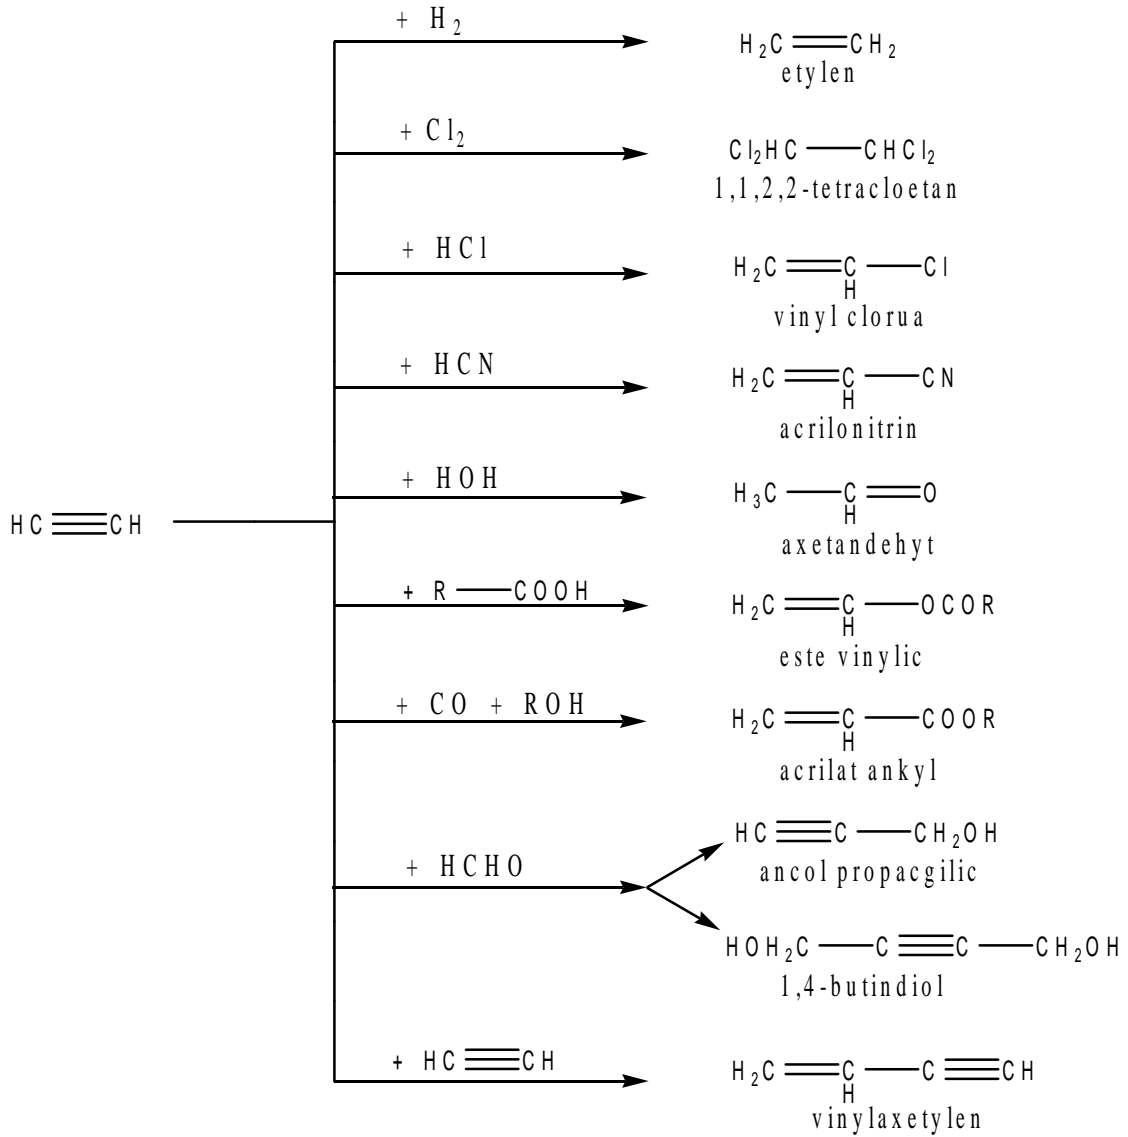 + H2
H2C=CH2
etylen
+ Cl2
Cl2HC—CHCl2
1,1,2,2-tetracloetan
+ HCl
H2C=CH—Cl
vinyl clorua
+ HCN
H2C=CH—CN
acrilonitrin
+ HOH
H3C—CH=O
axetandehyt
HC≡CH
+ R—COOH
H2C=CH—OCOR
este vinylic
+ CO + ROH
H2C=CH—COOR
acrilat ankyl
+ HCHO
HC≡C—CH2OH
ancol propacgilic
HOH2C—C≡C—CH2OH
1,4-butindiol
+ HC≡CH
H2C=CH—C≡CH
vinylaxetylen